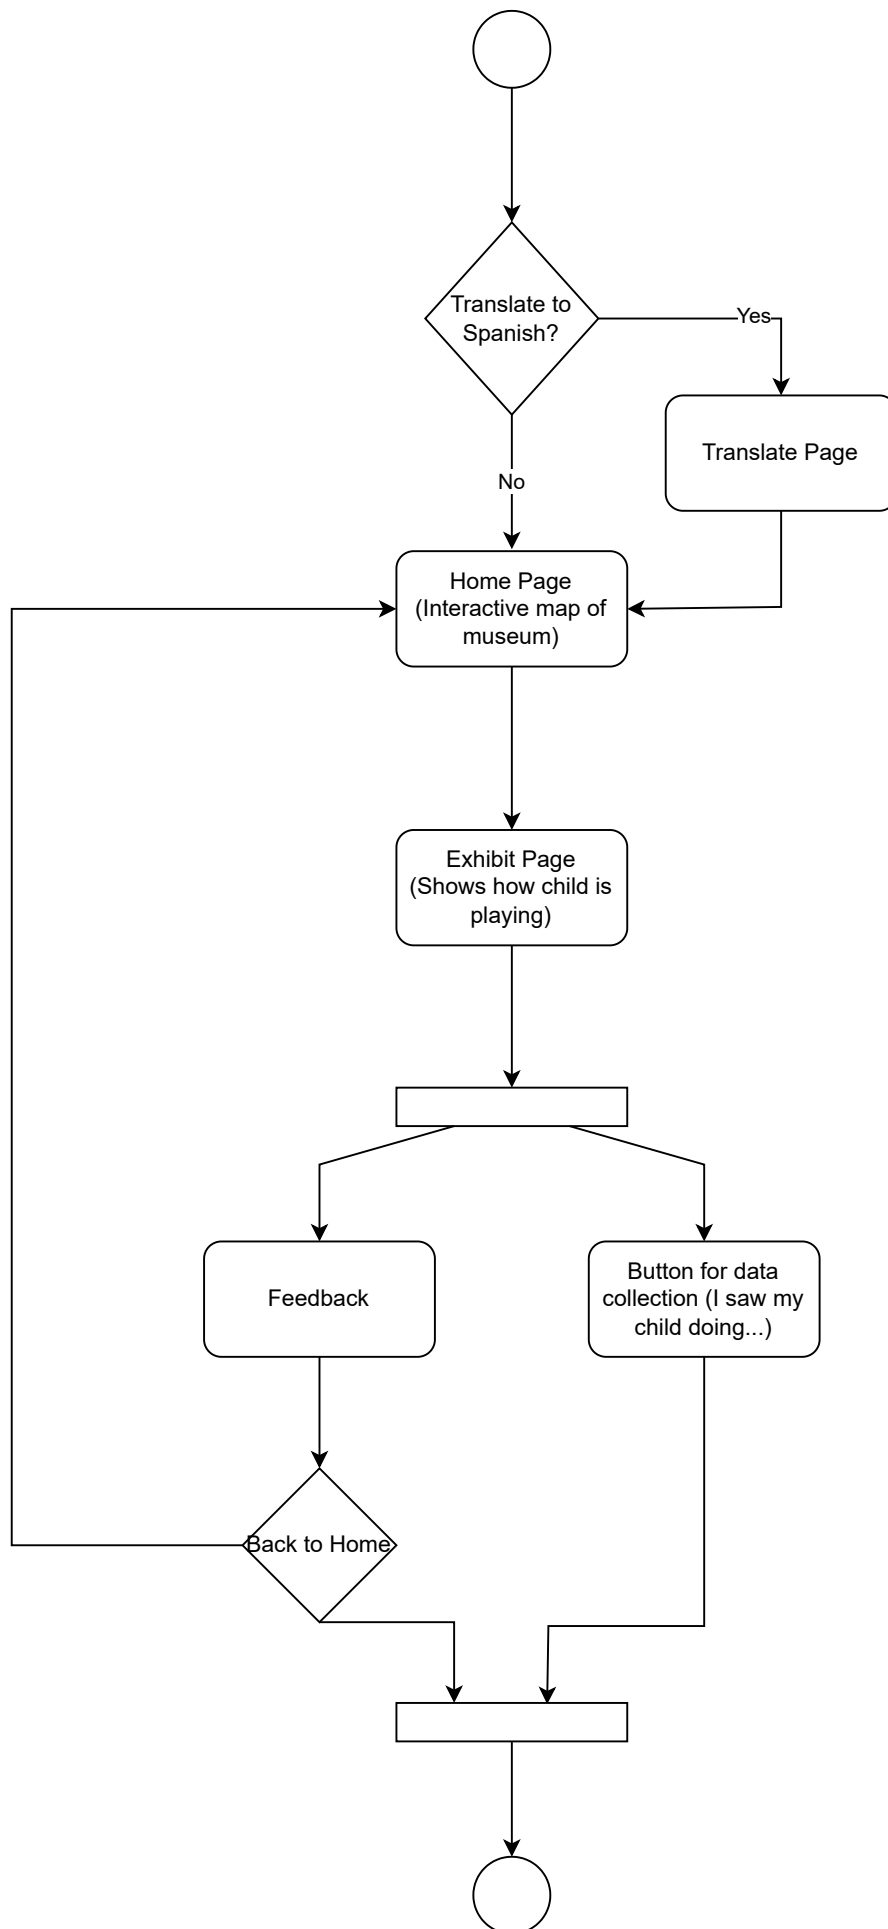 Translate to
Spanish?
Yes
Translate Page
No
Home Page
(Interactive map of
museum)
Exhibit Page
(Shows how child is
playing)
Feedback
Button for data
collection (I saw my
child doing...)
Back to Home